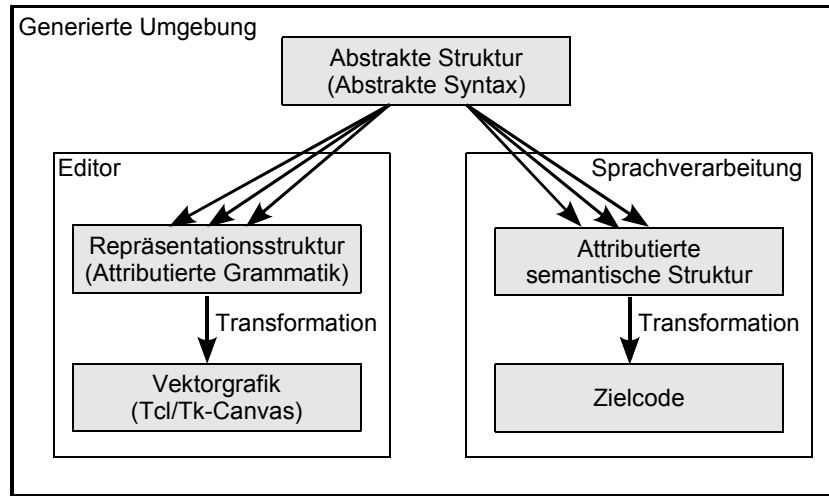 Generierte Umgebung
Abstrakte Struktur
(Abstrakte Syntax)
Editor
Repräsentationsstruktur
(Attributierte Grammatik)
Transformation
Vektorgrafik
(Tcl/Tk-Canvas)
Sprachverarbeitung
Attributierte
semantische Struktur
Transformation
Zielcode